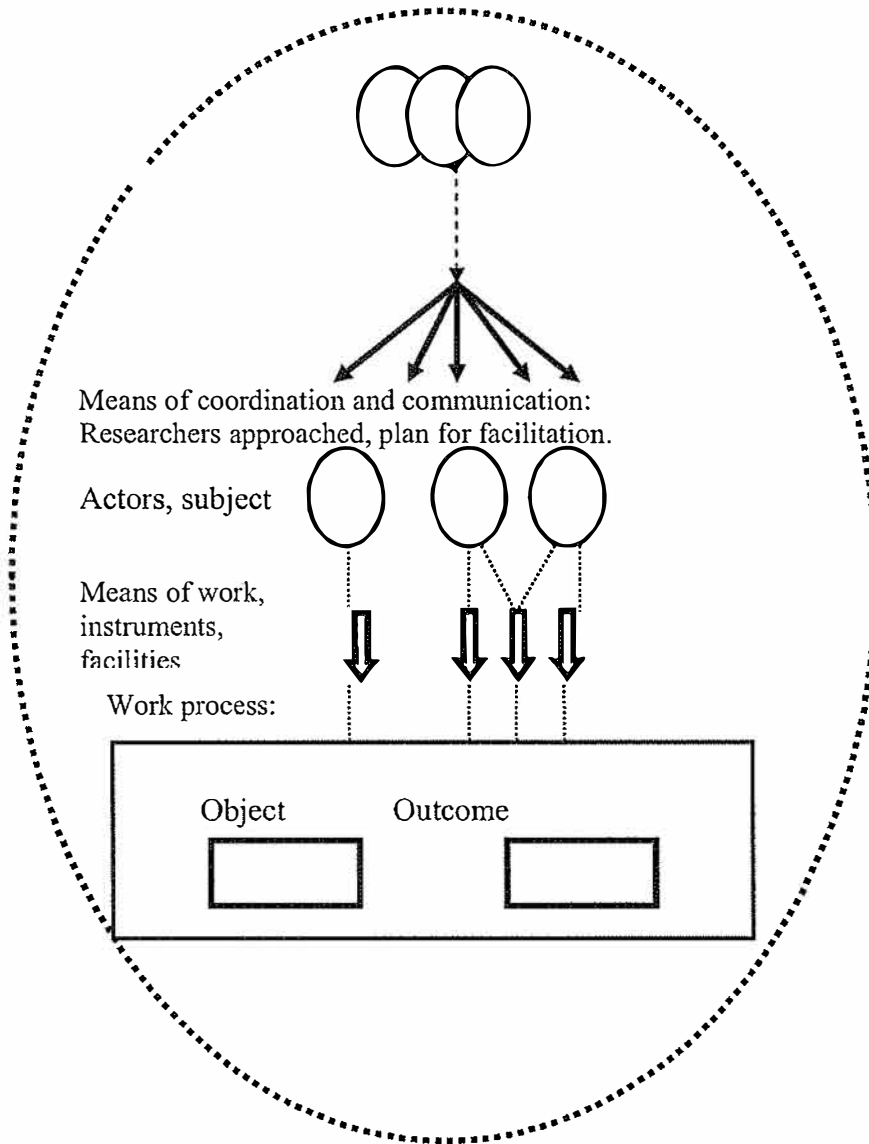 Means of coordination and communication:
Researchers approached, plan for facilitation.
Actors, subject
Means of work,
instruments,
facilities
Work process:
Object Outcome